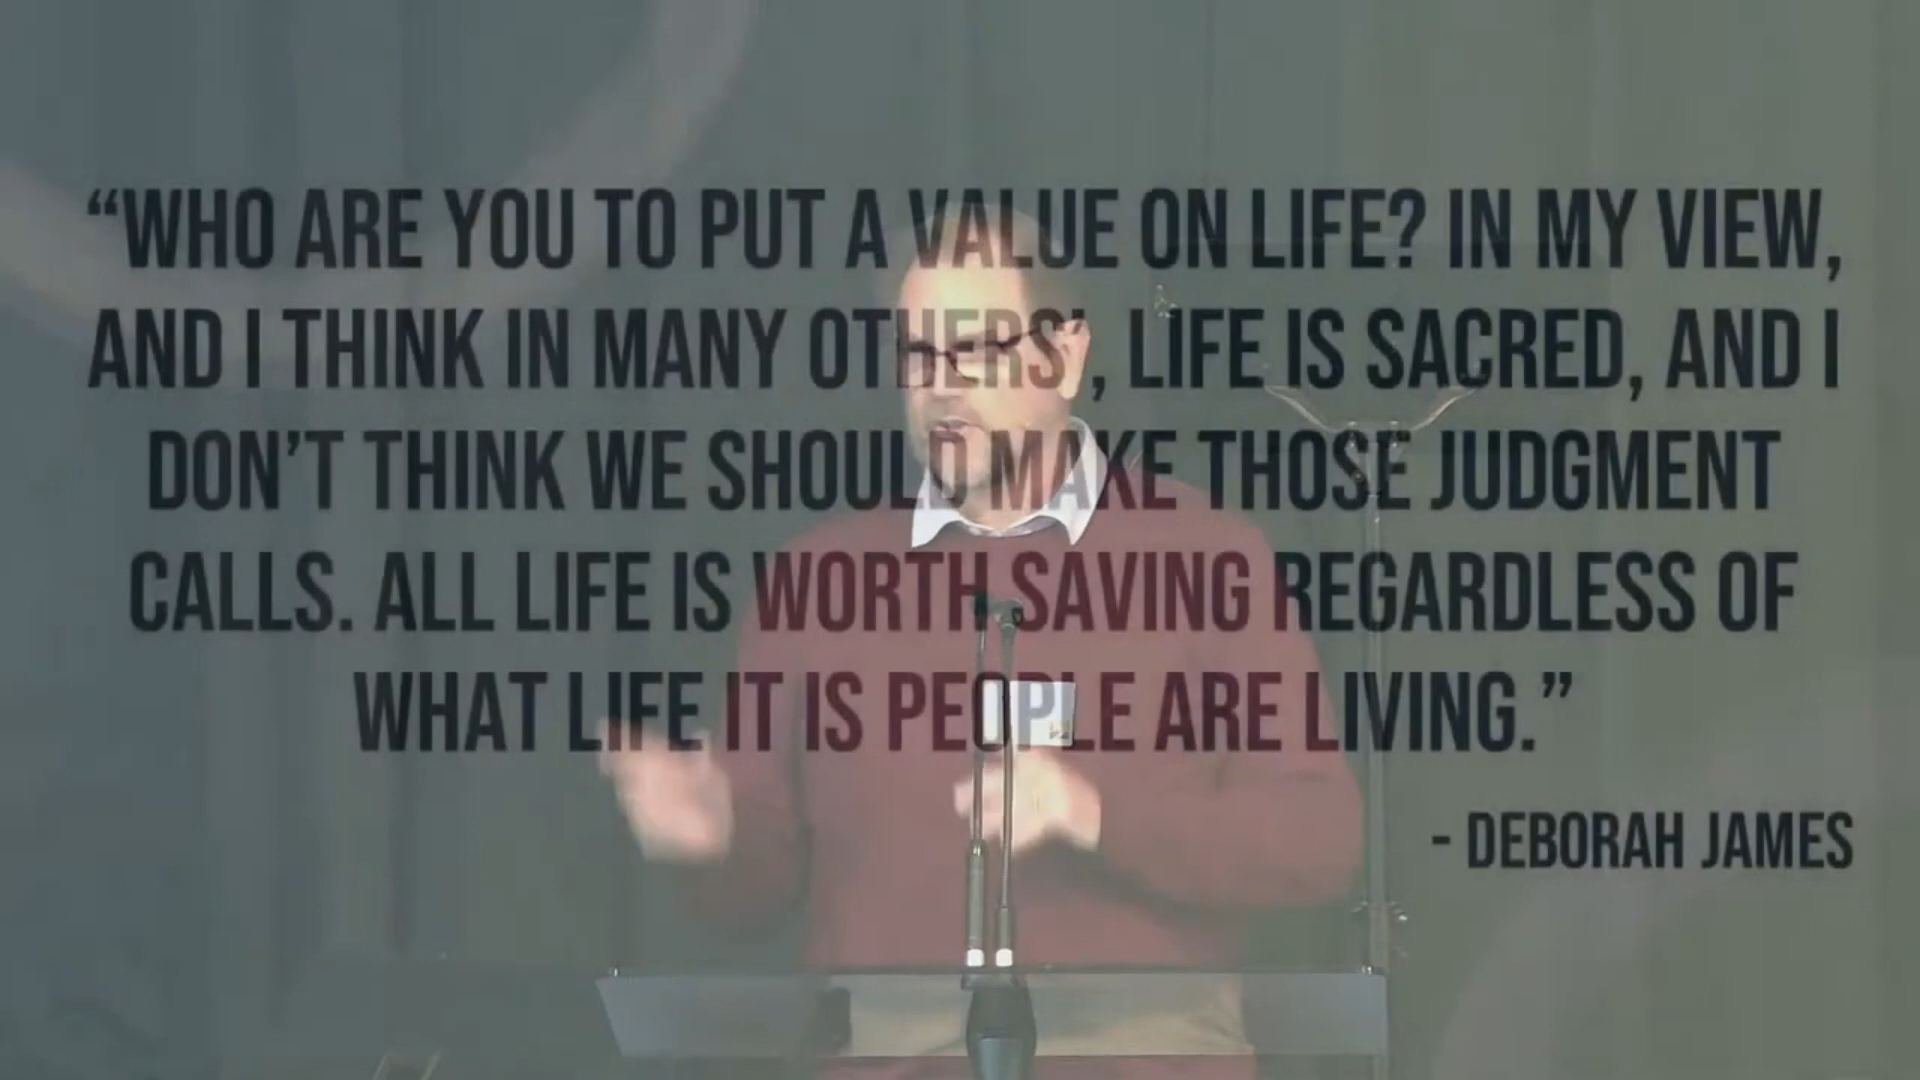 “WHO ARE YOU TO PUT A VALUE ON LIFE? IN MY VIEW,
AND I THINK IN MANY OTHERS', LIFE IS SACRED, AND I
DON’T THINK WE SHOULD MAKE THOSE JUDGMENT
CALLS. ALL LIFE IS WORTH SAVING REGARDLESS OF
WHAT LIFE IT IS PEOPLE ARE LIVING.”
- DEBORAH JAMES